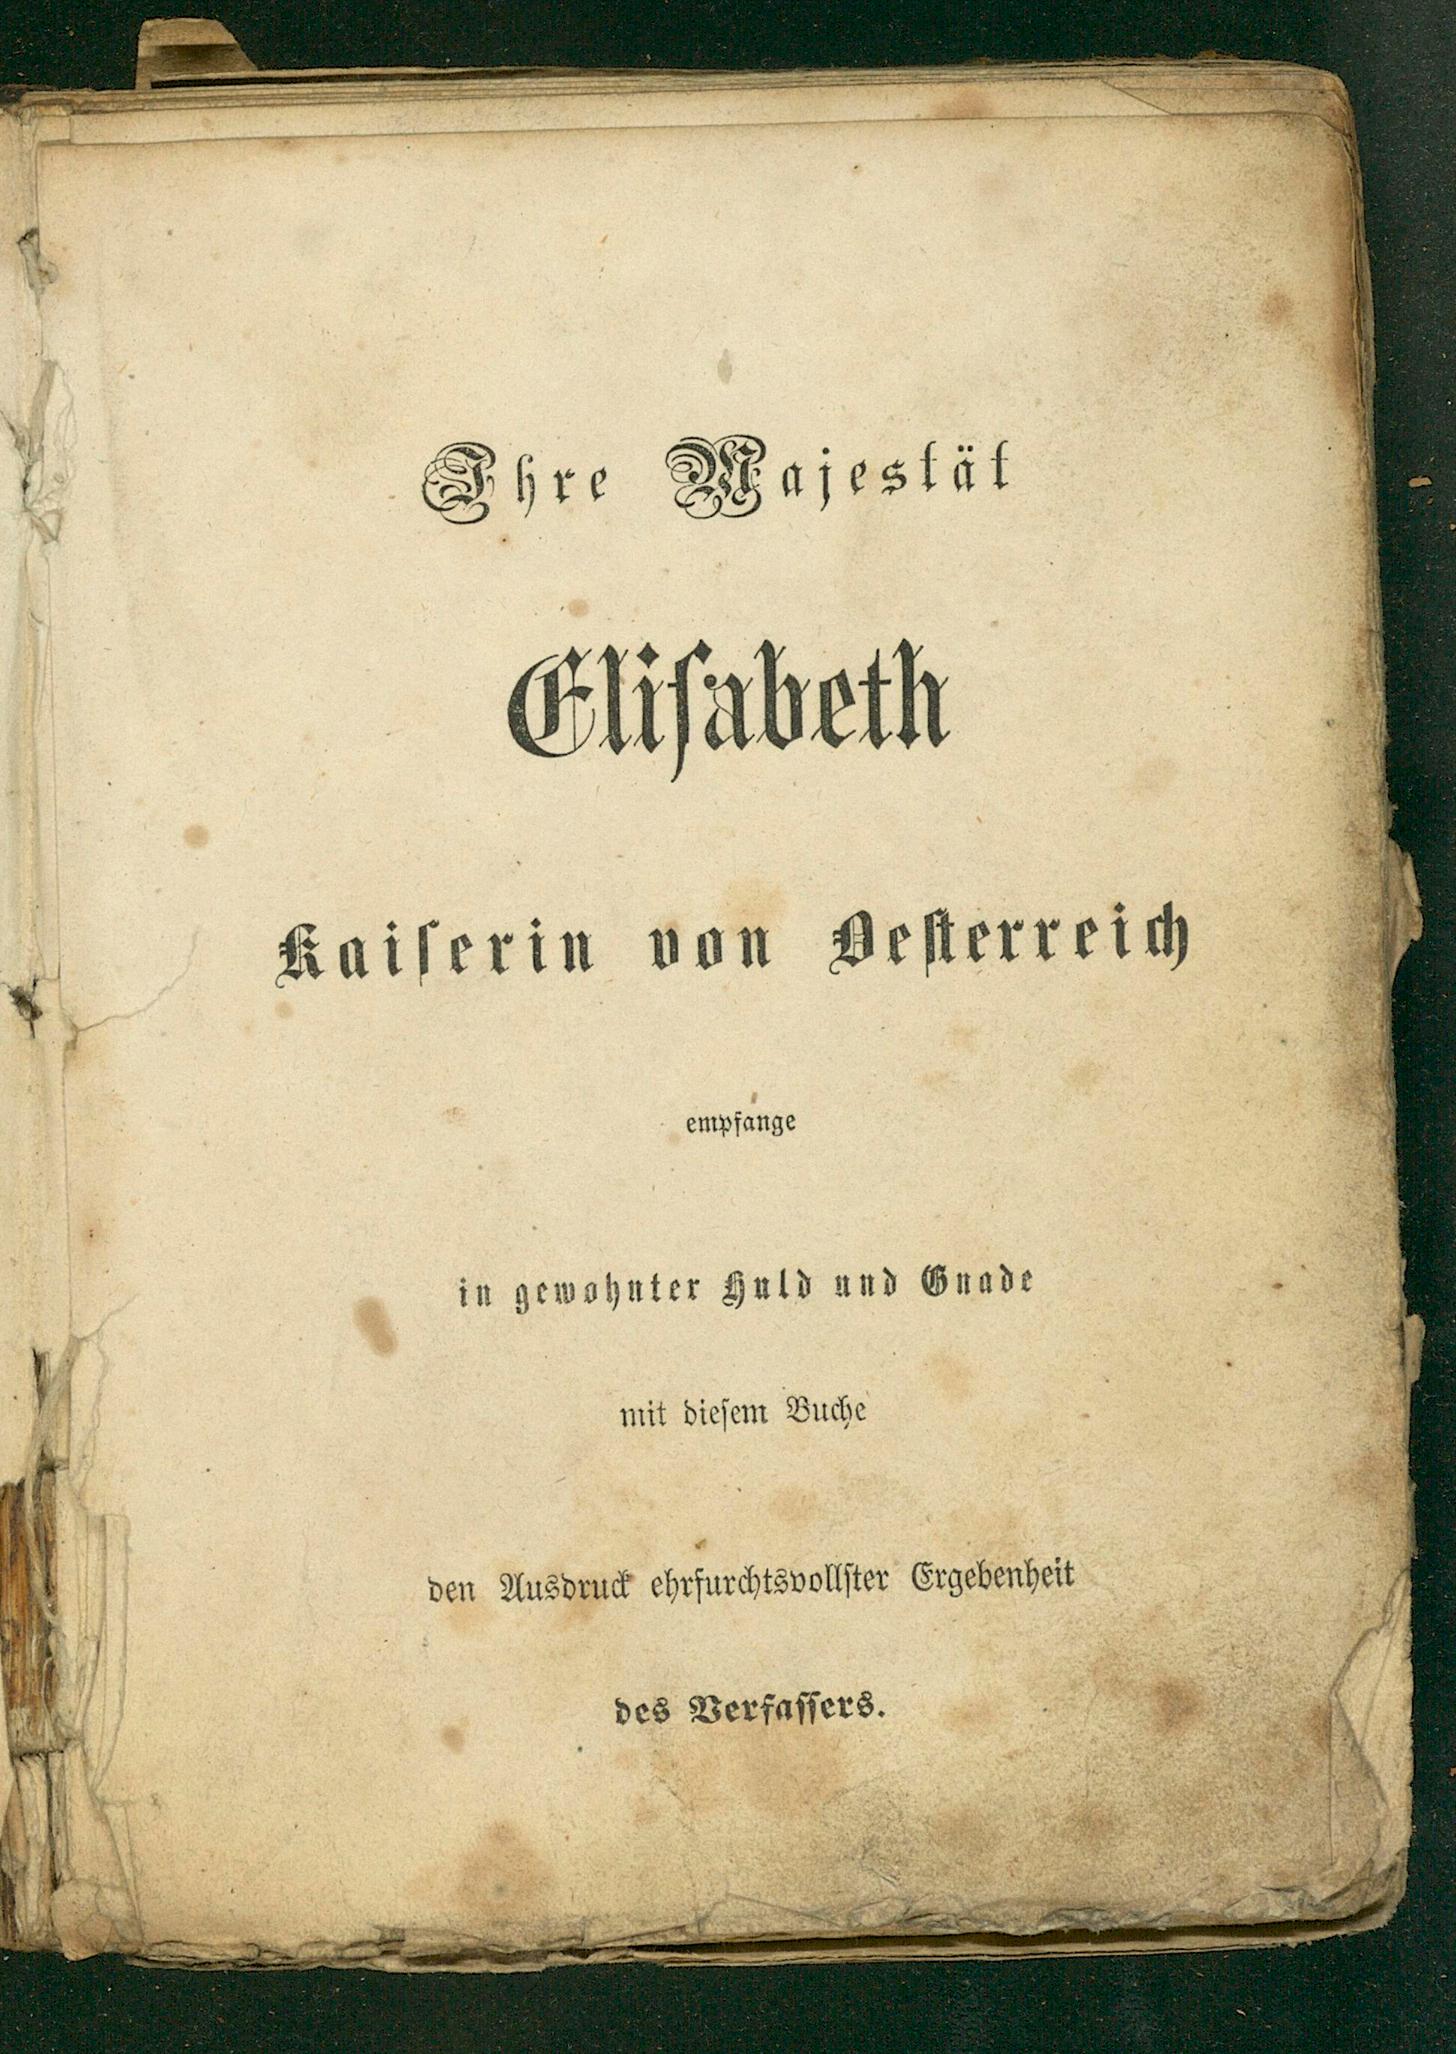 Ihre Majestät
Eliſabeth
Kaiſerin von Oeſterreich
empfange
in gewohnter Huld und Gnade
mit dieſem Buche
den Ausdruck ehrfurchtsvollſter Ergebenheit
des Verfaſſers.